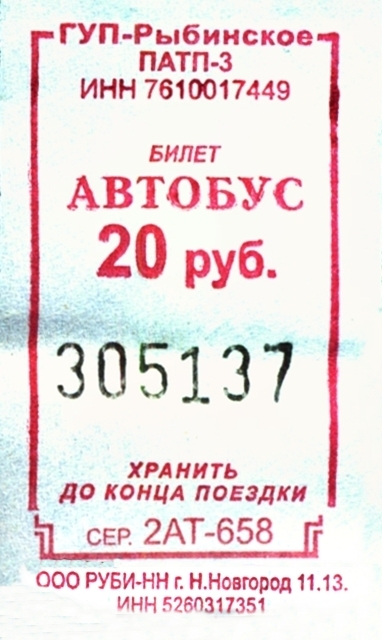 ГУП-Рыбинское
ПАТП-3
ИНН 7610017449
БИЛЕТ
АВТОБУС
20 руб.
305137
ХРАНИТЬ
ДО КОНЦА ПОЕЗДКИ
СЕР. 2АТ-658
ООО РУБИ-НН г. Н.Новгород 11.13.
ИНН 5260317351